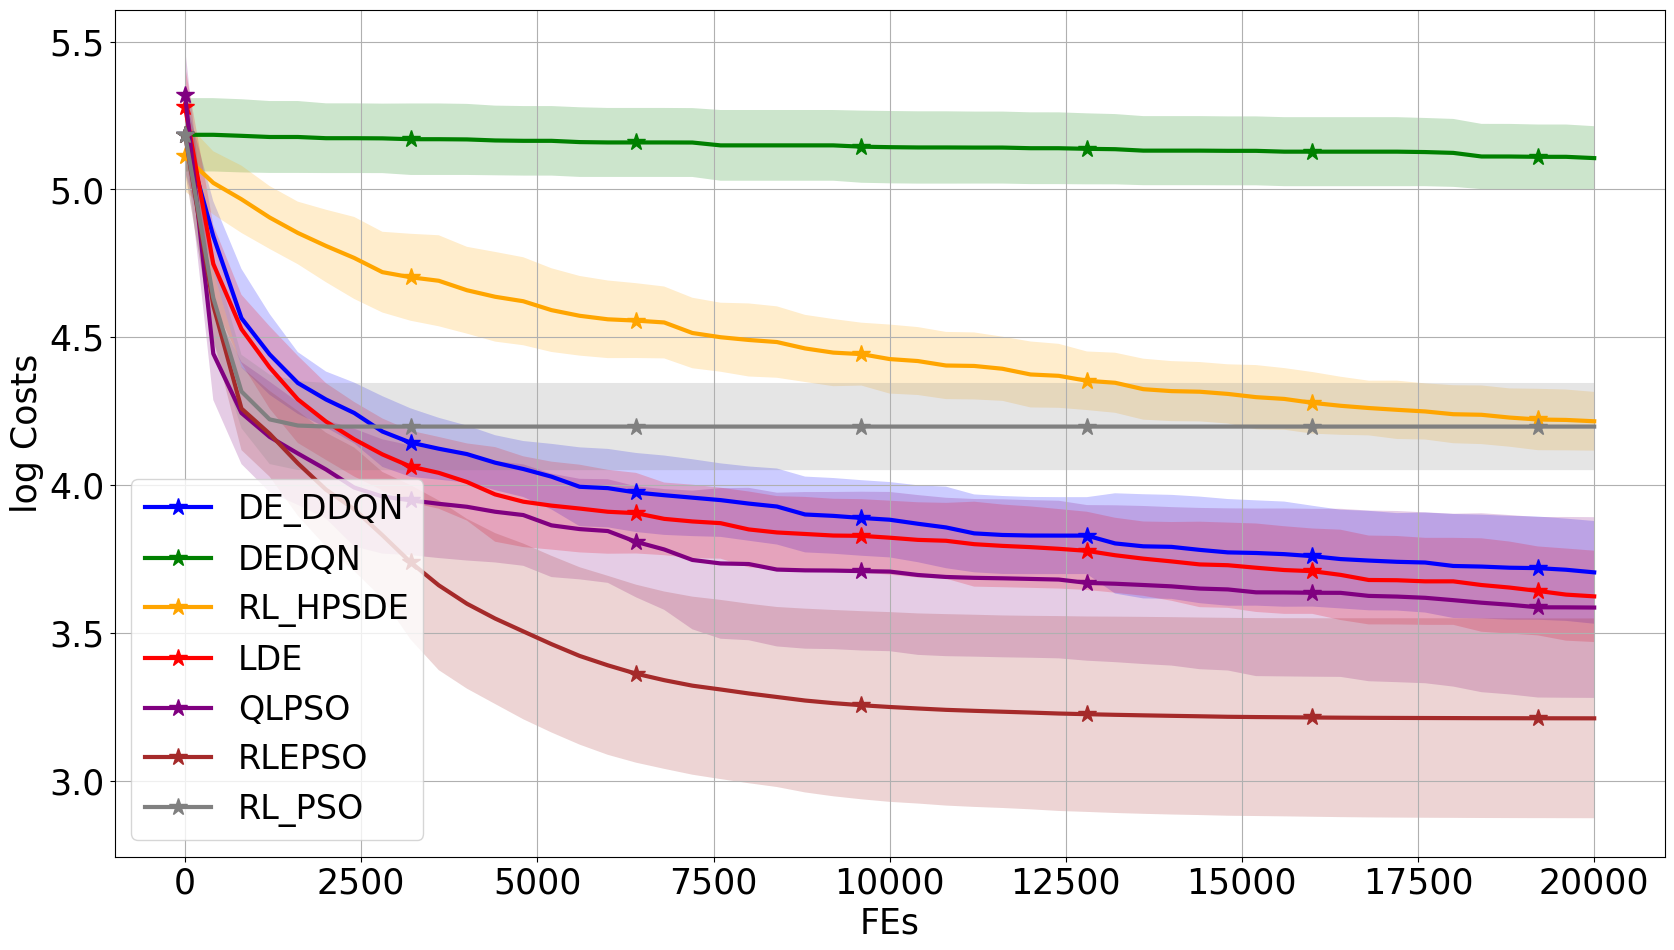 5.5
5.0
4.5
4.0
3.5
3.0
log Costs
DE_DDQN
DEDQN
RL_HPSDE
LDE
QLPSO
RLEPSO
RL_PSO
0 2500 5000 7500 10000 12500 15000 17500 20000
FEs